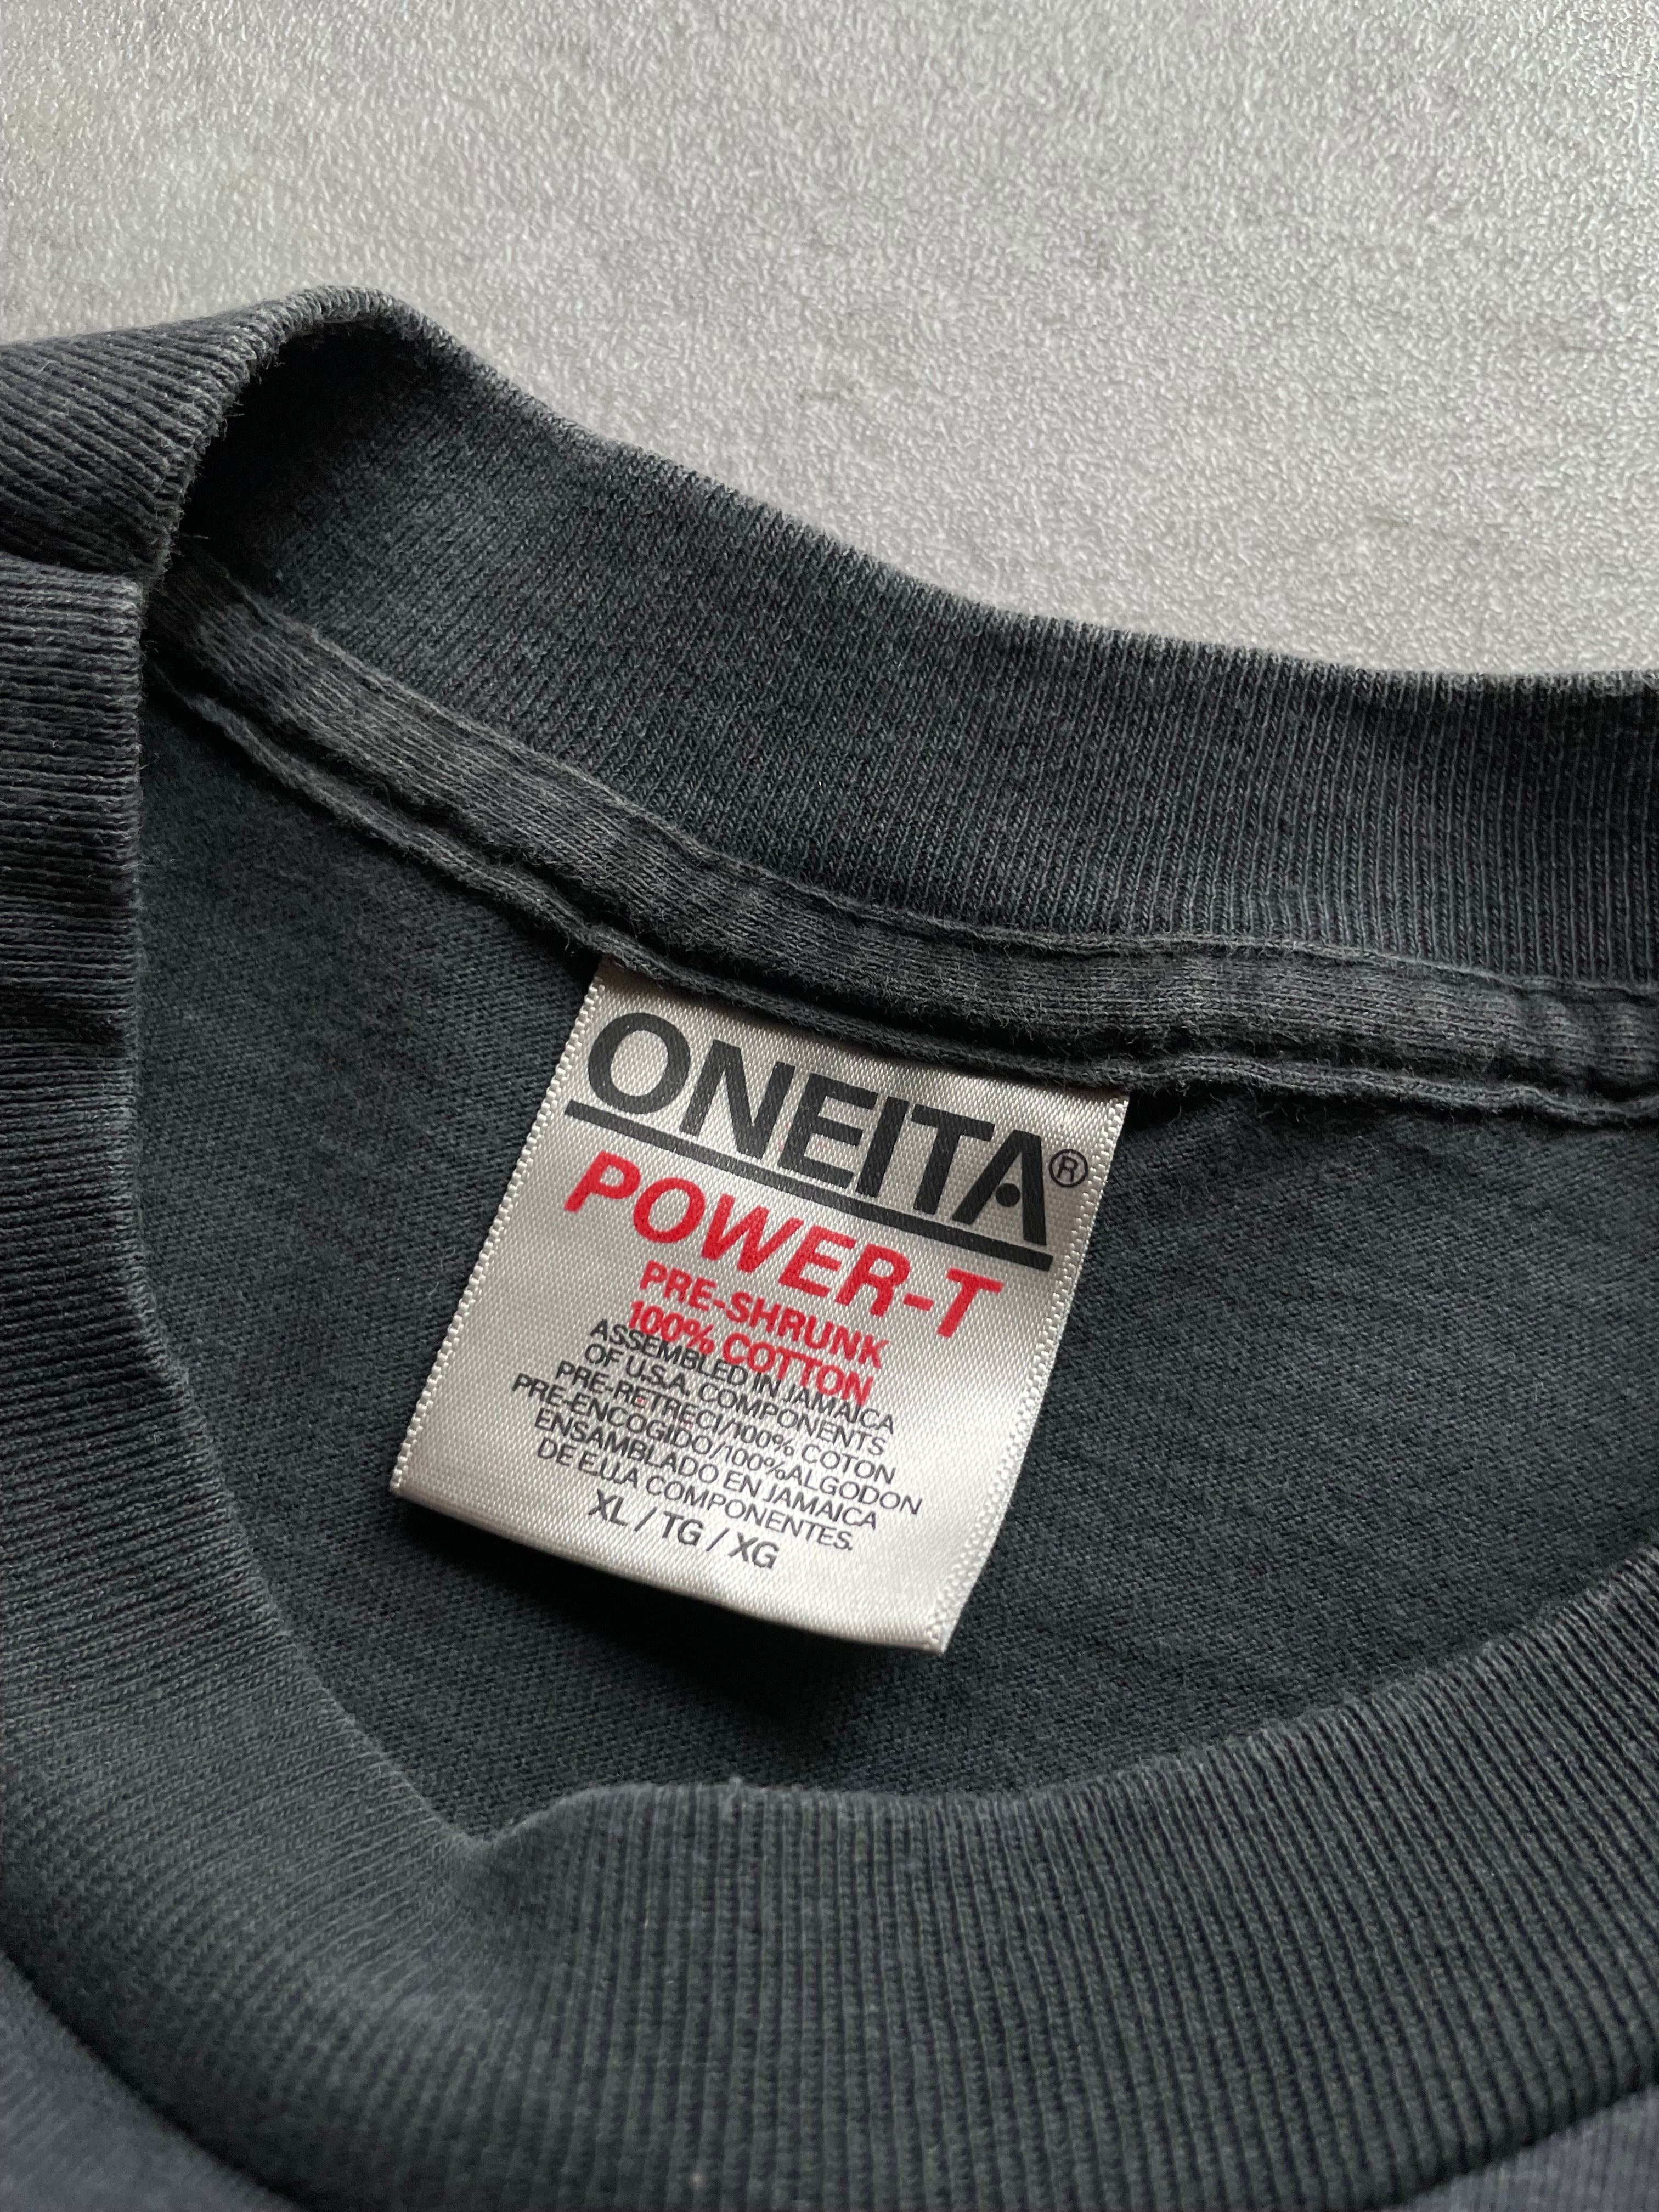 ONEITA®
POWER-T
PRE-SHRUNK
100% COTTON
ASSEMBLED IN JAMAICA
OF U.S.A. COMPONENTS
PRE-RETRECI/100% COTON
PRE-ENCOGIDO/100%ALGODON
ENSAMBLADO EN JAMAICA
DE E.U.A COMPONENTES.
XL / TG / XG